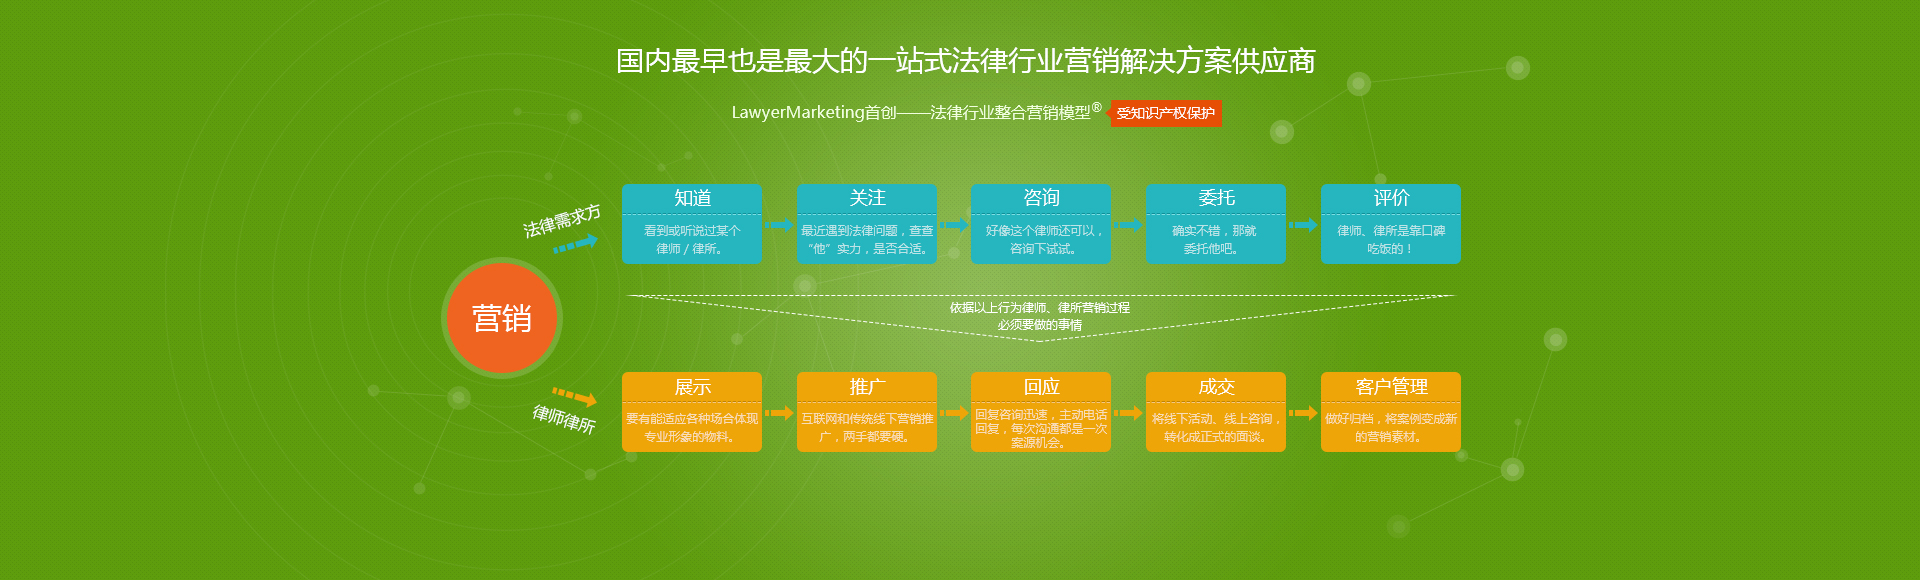 国内最早也是最大的一站式法律行业营销解决方案供应商
LawyerMarketing首创——法律行业整合营销模型® 受知识产权保护
法律需求方
知道
看到或听说过某个
律师 / 律所。
关注
最近遇到法律问题，查查
“他”实力，是否合适。
咨询
好像这个律师还可以，
咨询下试试。
委托
确实不错，那就
委托他吧。
评价
律师、律所是靠口碑
吃饭的！
营销
依据以上行为律师、律所营销过程
必须要做的事情
律师律所
展示
要有能适应各种场合体现
专业形象的物料。
推广
互联网和传统线下营销推
广，两手都要硬。
回应
回复咨询迅速，主动电话
回复，每次沟通都是一次
案源机会。
成交
将线下活动、线上咨询，
转化成正式的面谈。
客户管理
做好归档，将案例变成新
的营销素材。